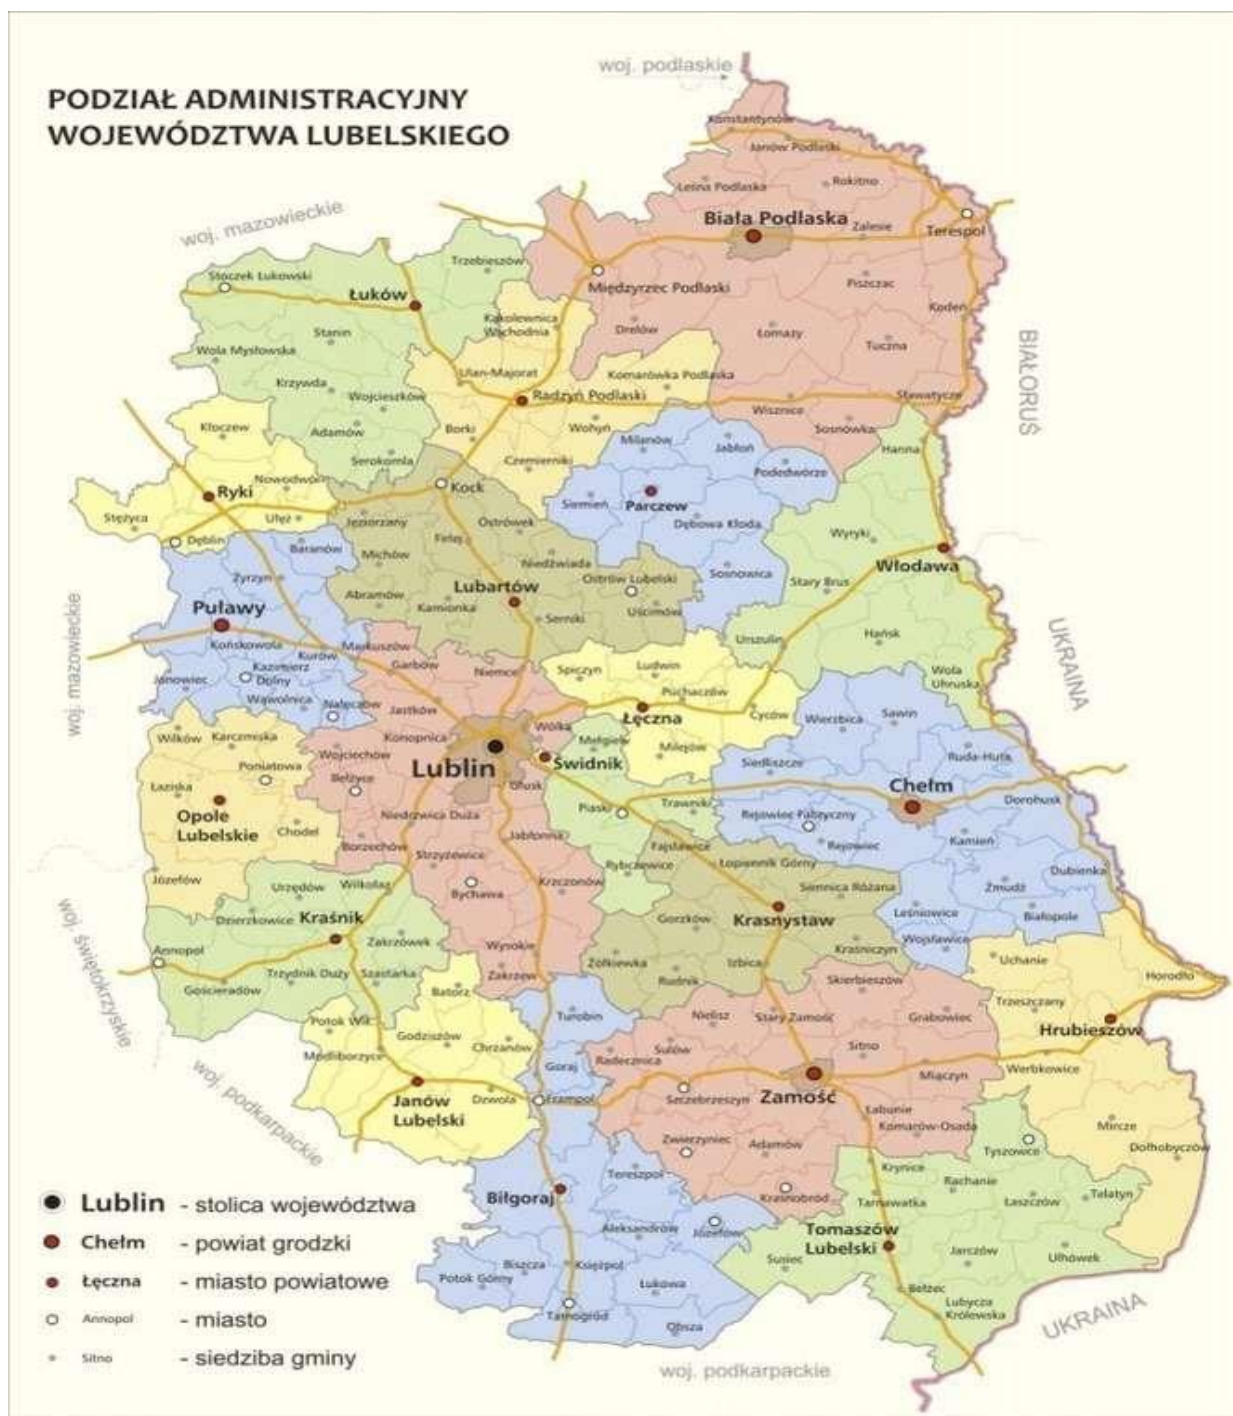 PODZIAŁ ADMINISTRACYJNY
WOJEWÓDZTWA LUBELSKIEGO
woj. podlaskie
Konstantynów
Janów Podlaski
Leśna Podlaska
Rokitno
Biała Podlaska
Zalesie
Terespol
woj. mazowieckie
Trzebieszów
Stoczek Łukowski
Łuków
Międzyrzec Podlaski
Piszczac
Kodeń
Kąkolewnica
Wschodnia
Drelów
Łomazy
Tuczna
Stanin
Wola Mysłowska
BIAŁORUŚ
Krzywda
Ulan-Majorat
Komarówka Podlaska
Wojcieszków
Radzyń Podlaski
Wisznice
Sławatycze
Sosnówka
Kłoczew
Adamów
Borki
Wohyń
Milanów
Jabłoń
Hanna
Serokomla
Czemierniki
Podedwórze
Nowodwór
Ryki
Kock
Siemień
Parczew
Stężyca
Ułęż
Jeziorzany
Ostrówek
Dębowa Kłoda
Dęblin
Baranów
Firlej
Wyryki
Michów
Niedźwiada
Sosnowica
Włodawa
Żyrzyn
Ostrów Lubelski
Stary Brus
Lubartów
Abramów
Kamionka
Uścimów
Puławy
Serniki
woj. mazowieckie
Końskowola
Markuszów
Urszulin
Hańsk
UKRAINA
Kurów
Garbów
Niemce
Spiczyn
Ludwin
Kazimierz
Dolny
Janowiec
Wola
Uhruska
Puchaczów
Wąwolnica
Nałęczów
Jastków
Łęczna
Cyców
Wierzbica
Sawin
Wilków
Karczmiska
Konopnica
Wólka
Wojciechów
Mełgiew
Milejów
Ruda-Huta
Poniatowa
Lublin
Świdnik
Siedliszcze
Bełżyce
Chełm
Łaziska
Głusk
Opole
Lubelskie
Piaski
Trawniki
Dorohusk
Niedrzwica Duża
Rejowiec Fabryczny
Chodel
Jabłonna
Rejowiec
Kamień
Borzechów
Fajsławice
Strzyżewice
Rybczewice
Łopiennik Górny
Dubienka
Józefów
Urzędów
Wilkołaz
Bychawa
Krzczonów
Siennica Różana
Żmudź
Dzierzkowice
Kraśnik
Gorzków
Krasnystaw
Leśniowice
Białopole
Zakrzówek
Wysokie
Kraśniczyn
Wojsławice
woj. świętokrzyskie
Annopol
Żółkiewka
Izbica
Uchanie
Trzydnik Duży
Szastarka
Zakrzew
Rudnik
Skierbieszów
Horodło
Gościeradów
Batorz
Trzeszczany
Turobin
Nielisz
Stary Zamość
Grabowiec
Potok Wlk.
Godziszów
Hrubieszów
Chrzanów
Sułów
Sitno
Modliborzyce
Radecznica
Goraj
Werbkowice
Miączyn
woj. podkarpackie
Janów
Lubelski
Dzwola
Frampol
Szczebrzeszyn
Zamość
Łabunie
Komarów-Osada
Mircze
Zwierzyniec
Adamów
Tyszowce
Dołhobyczów
Tereszpol
Krynice
Biłgoraj
Krasnobród
Rachanie
Tarnawatka
Łaszczów
Telatyn
Aleksandrów
Józefów
Tomaszów
Lubelski
Susiec
Jarczów
Ulhówek
Biszcza
Księżpol
Potok Górny
Łukowa
Bełżec
Lubycza
Królewska
Tarnogród
Obsza
UKRAINA
woj. podkarpackie
Lublin - stolica województwa
Chełm - powiat grodzki
Łęczna - miasto powiatowe
Annopol - miasto
Sitno - siedziba gminy